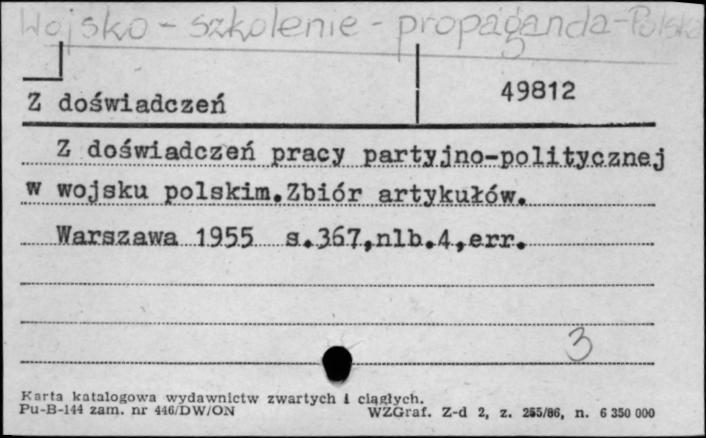 Wojsko - szkolenie - propaganda - Polska
Z doświadczeń
49812
Z doświadczeń pracy partyjno-politycznej
w wojsku polskim.Zbiór artykułów.
Warszawa 1955 s.367,nlb.4,err.
3
Karta katalogowa wydawnictw zwartych i ciągłych.
Pu-B-144 zam. nr 446/DW/ON
WZGraf. Z-d 2, z. 255/86, n. 6 350 000